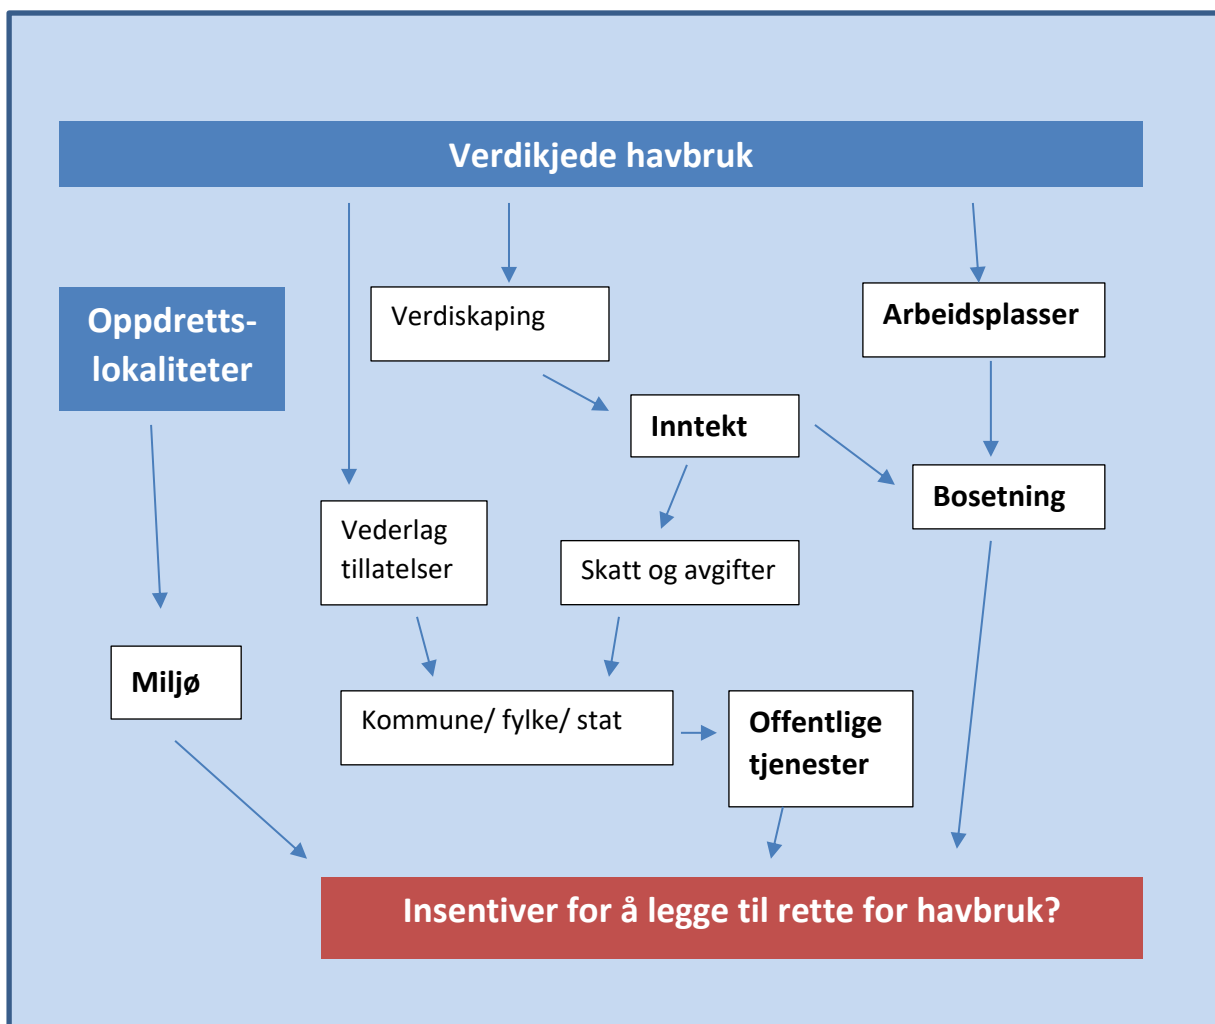 Verdikjede havbruk
Oppdretts-
lokaliteter
Verdiskaping
Arbeidsplasser
Inntekt
Bosetning
Vederlag
tillatelser
Skatt og avgifter
Miljø
Kommune/ fylke/ stat
Offentlige
tjenester
Insentiver for å legge til rette for havbruk?